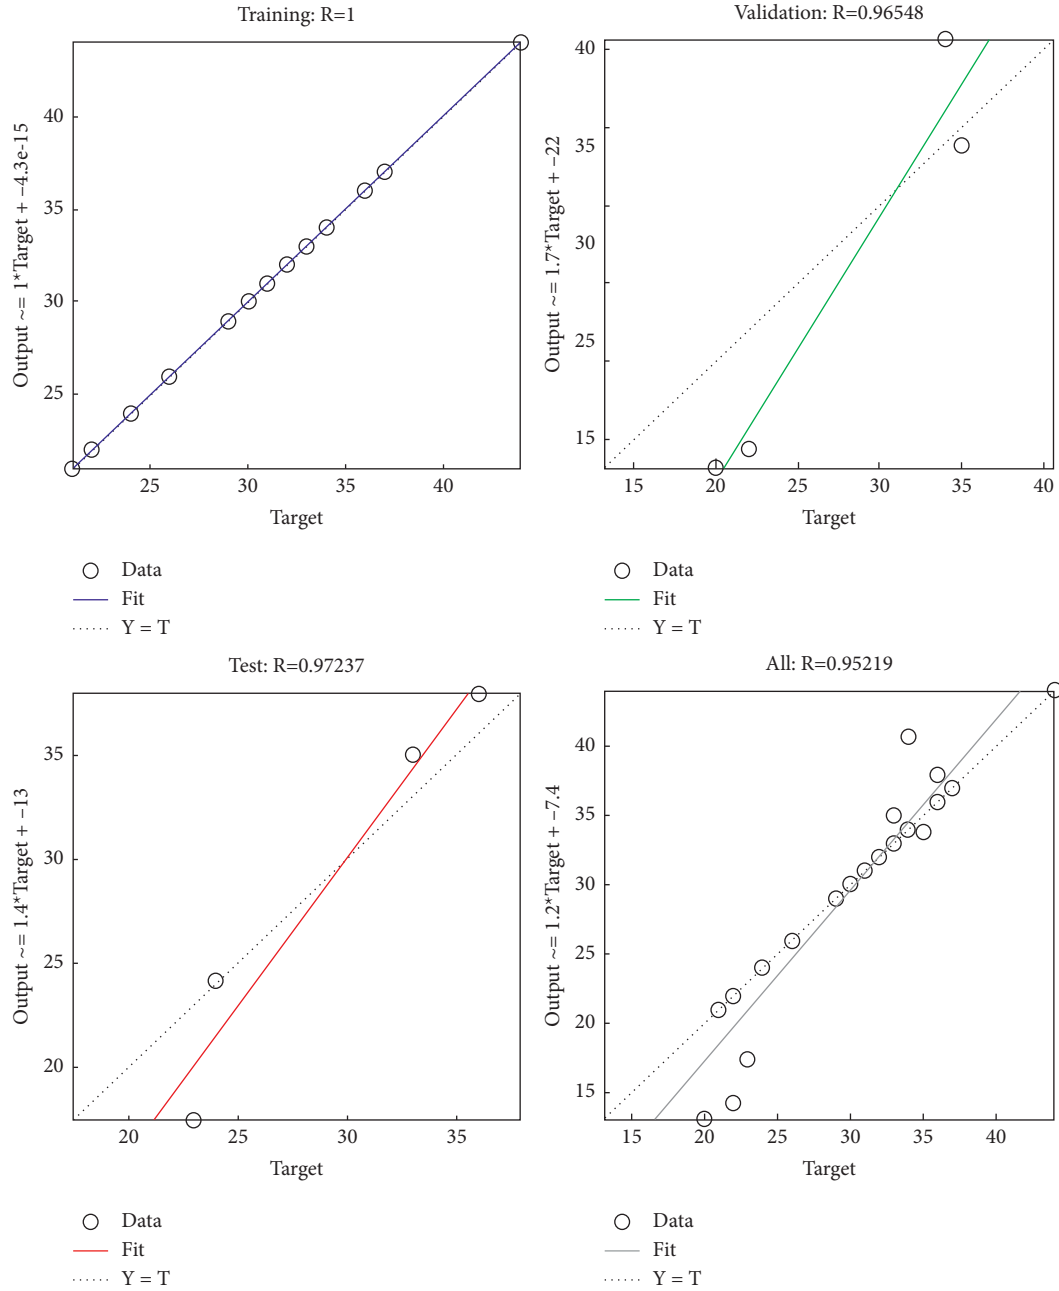 Training: R=1
Output ~= 1*Target + −4.3e-15
40
35
30
25
25 30 35 40
Target
Data
Fit
Y = T
Validation: R=0.96548
Output ~= 1.7*Target + −22
40
35
30
25
15
15 20 25 30 35 40
Target
Data
Fit
Y = T
Test: R=0.97237
Output ~= 1.4*Target + −13
35
30
25
20
20 25 30 35
Target
Data
Fit
Y = T
All: R=0.95219
Output ~= 1.2*Target + −7.4
40
35
30
25
20
15
15 20 25 30 35 40
Target
Data
Fit
Y = T